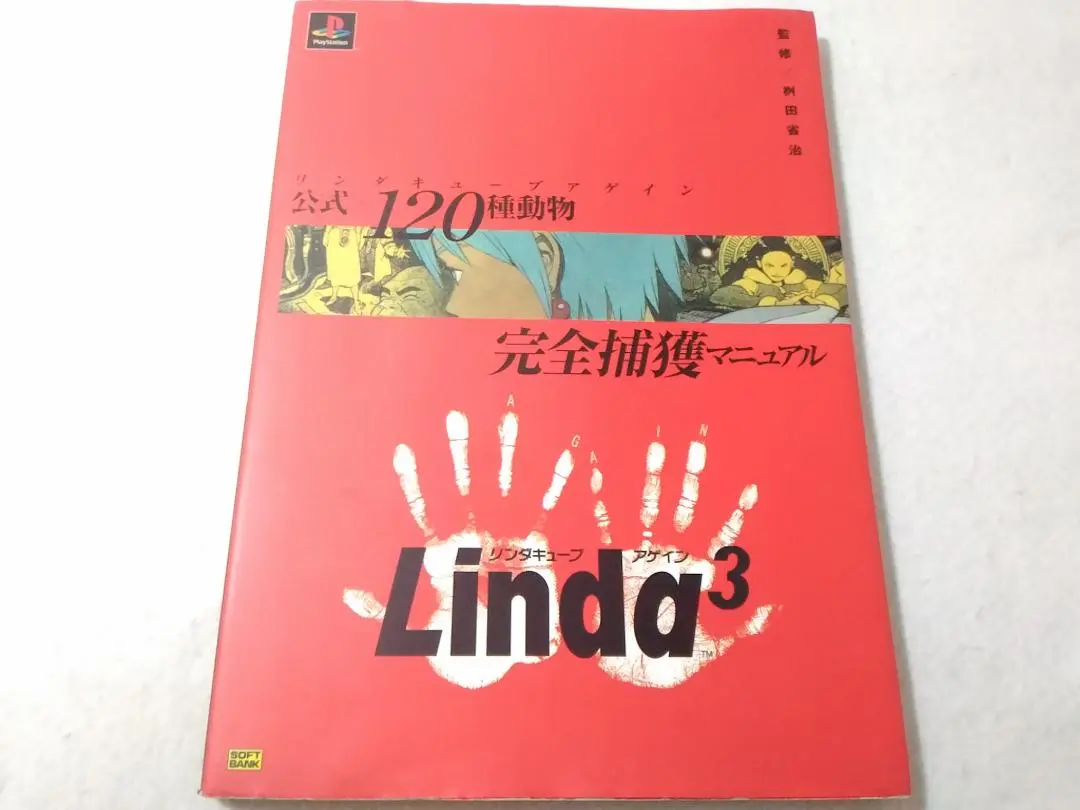 PlayStation
監修／桝田省治
リンダキューブアゲイン
公式120種動物
完全捕獲マニュアル
AGAIN
リンダキューブ アゲイン
Linda3
TM
SOFT
BANK